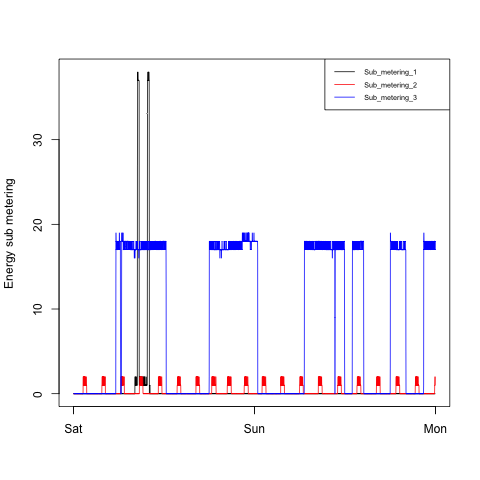 Sub_metering_1
Sub_metering_2
Sub_metering_3
Energy sub metering
30
20
10
0
Sat Sun Mon